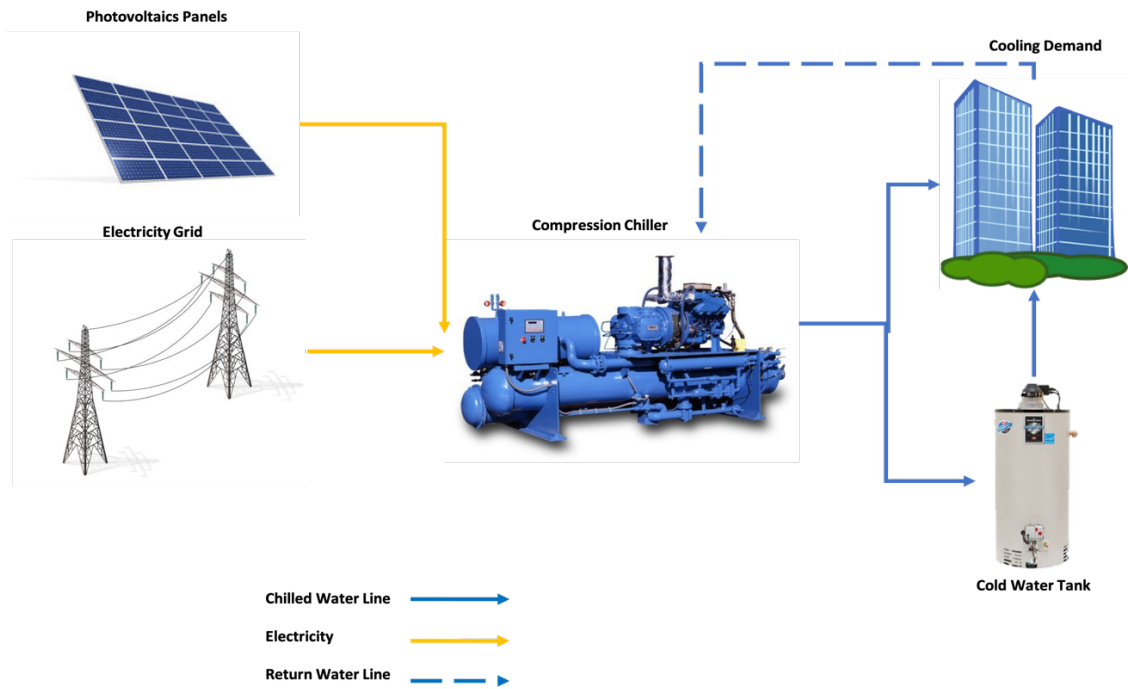 Photovoltaics Panels
Cooling Demand
Electricity Grid
Compression Chiller
Cold Water Tank
Chilled Water Line
Electricity
Return Water Line